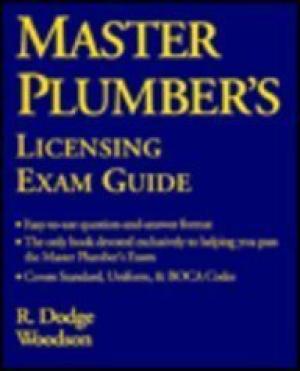 MASTER
PLUMBER'S
LICENSING
EXAM GUIDE
• Easy-to-use question-and-answer format
• The only book devoted exclusively to helping you pass
the Master Plumber's Exam
• Covers Standard, Uniform, & BOCA Codes
R. Dodge
Woodson